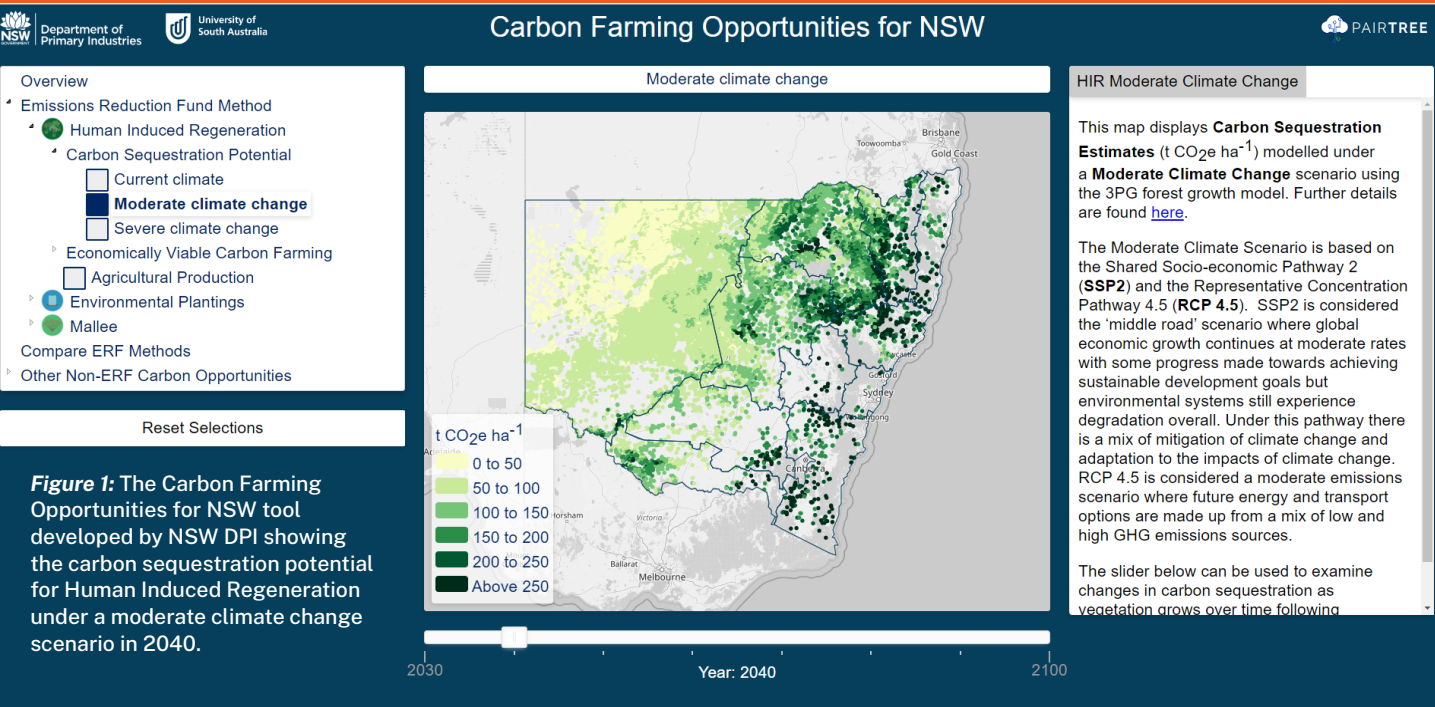 NSW
GOVERNMENT
Department of
Primary Industries
University of
South Australia
Carbon Farming Opportunities for NSW
PAIRTREE
Overview
Emissions Reduction Fund Method
Human Induced Regeneration
Carbon Sequestration Potential
Current climate
Moderate climate change
Severe climate change
Economically Viable Carbon Farming
Agricultural Production
Environmental Plantings
Mallee
Compare ERF Methods
Other Non-ERF Carbon Opportunities
Reset Selections
Figure 1: The Carbon Farming
Opportunities for NSW tool
developed by NSW DPI showing
the carbon sequestration potential
for Human Induced Regeneration
under a moderate climate change
scenario in 2040.
Moderate climate change
Brisbane
Toowoomba
Gold Coast
Gosford
Sydney
Canberra
t CO2e ha-1
0 to 50
50 to 100
100 to 150
150 to 200
200 to 250
Above 250
Horsham
Victoria
Ballarat
Melbourne
2030
Year: 2040
2100
HIR Moderate Climate Change
This map displays Carbon Sequestration
Estimates (t CO2e ha-1) modelled under
a Moderate Climate Change scenario using
the 3PG forest growth model. Further details
are found here.
The Moderate Climate Scenario is based on
the Shared Socio-economic Pathway 2
(SSP2) and the Representative Concentration
Pathway 4.5 (RCP 4.5). SSP2 is considered
the ‘middle road’ scenario where global
economic growth continues at moderate rates
with some progress made towards achieving
sustainable development goals but
environmental systems still experience
degradation overall. Under this pathway there
is a mix of mitigation of climate change and
adaptation to the impacts of climate change.
RCP 4.5 is considered a moderate emissions
scenario where future energy and transport
options are made up from a mix of low and
high GHG emissions sources.
The slider below can be used to examine
changes in carbon sequestration as
vegetation grows over time following